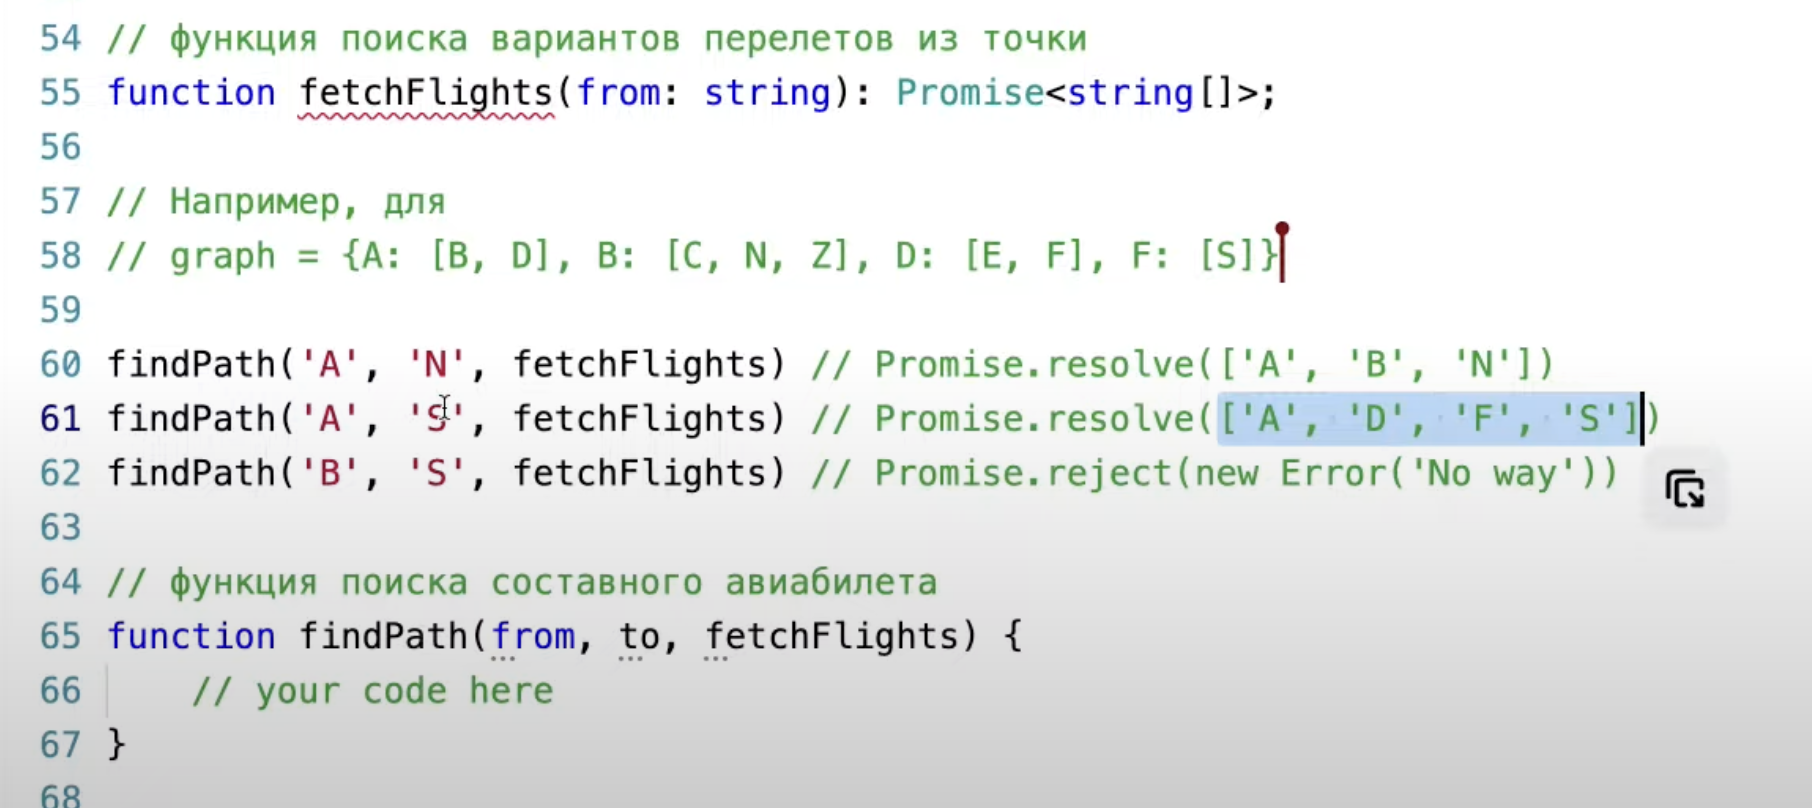 54 // функция поиска вариантов перелетов из точки
55 function fetchFlights(from: string): Promise<string[]>;
56
57 // Например, для
58 // graph = {A: [B, D], B: [C, N, Z], D: [E, F], F: [S]}
59
60 findPath('A', 'N', fetchFlights) // Promise.resolve(['A', 'B', 'N'])
61 findPath('A', 'S', fetchFlights) // Promise.resolve(['A', 'D', 'F', 'S'])
62 findPath('B', 'S', fetchFlights) // Promise.reject(new Error('No way'))
63
64 // функция поиска составного авиабилета
65 function findPath(from, to, fetchFlights) {
66     // your code here
67 }
68